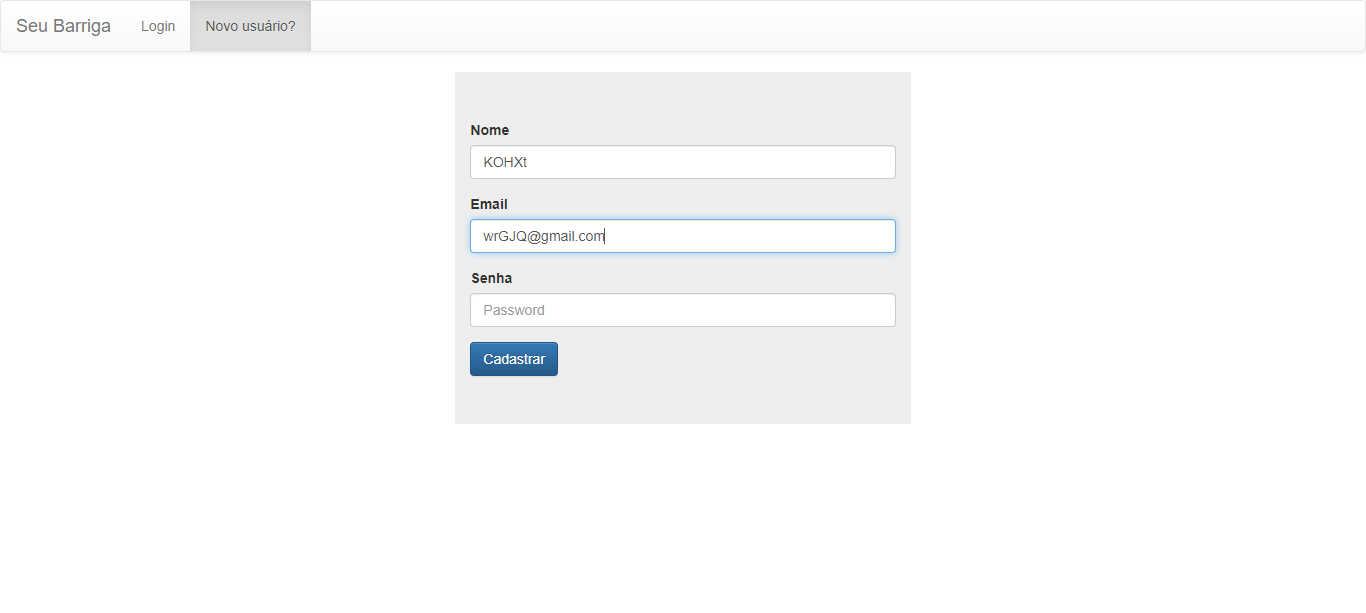 Seu Barriga Login Novo usuário?
Nome
KOHXt
Email
wrGJQ@gmail.com
Senha
Password
Cadastrar